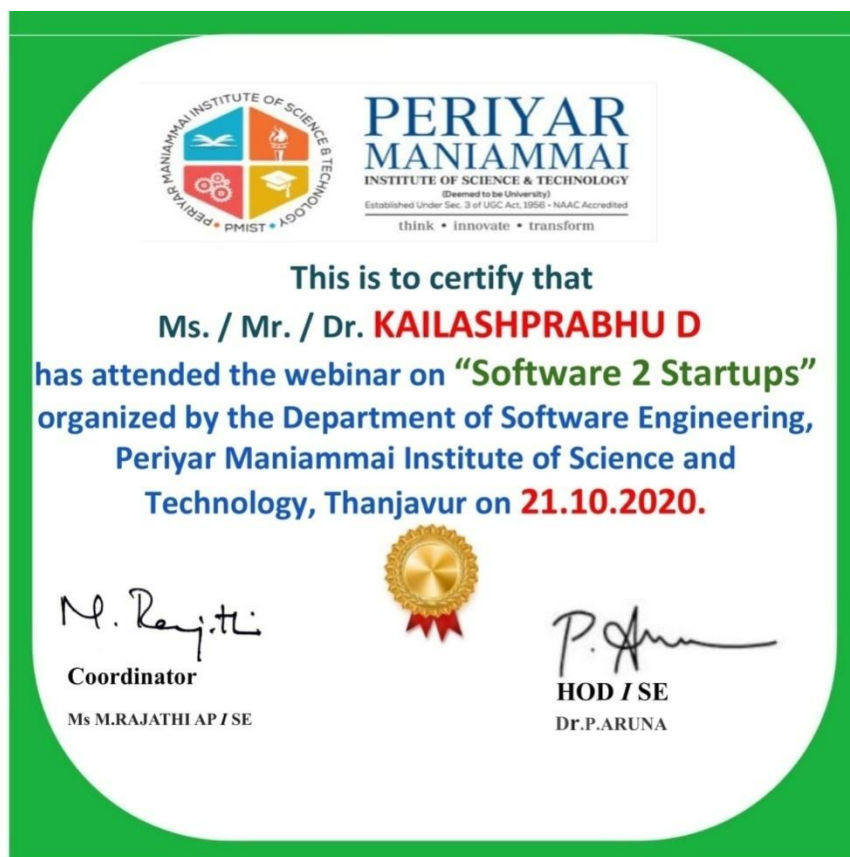 PERIYAR MANIAMMAI INSTITUTE OF SCIENCE & TECHNOLOGY
PMIST
PERIYAR
MANIAMMAI
INSTITUTE OF SCIENCE & TECHNOLOGY
(Deemed to be University)
Established Under Sec. 3 of UGC Act, 1956 • NAAC Accredited
think • innovate • transform
This is to certify that
Ms. / Mr. / Dr. KAILASHPRABHU D
has attended the webinar on “Software 2 Startups”
organized by the Department of Software Engineering,
Periyar Maniammai Institute of Science and
Technology, Thanjavur on 21.10.2020.
M. Rajathi
P. Arun
Coordinator
HOD / SE
Ms M.RAJATHI AP / SE
Dr.P.ARUNA